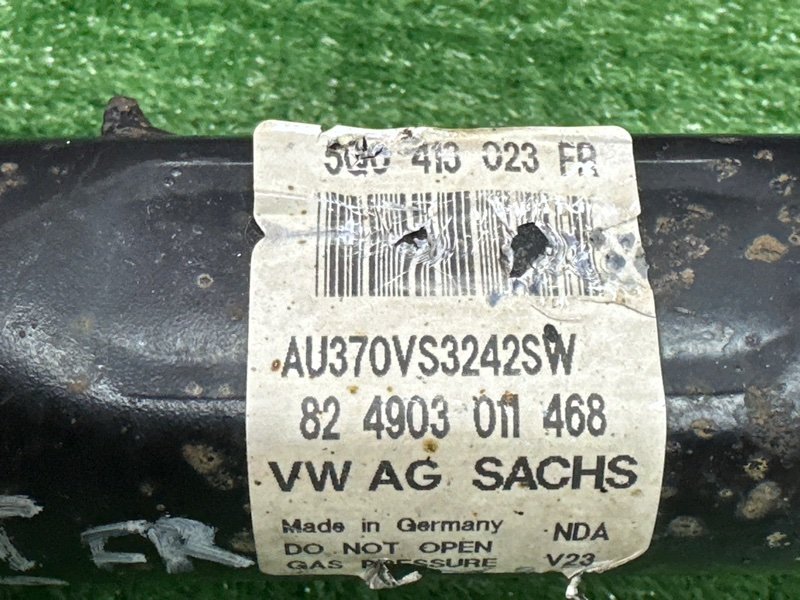 5Q0 413 023 FR
AU370VS3242SW
82 4903 011 468
VW AG SACHS
Made in Germany NDA
DO NOT OPEN
GAS PRESSURE V23